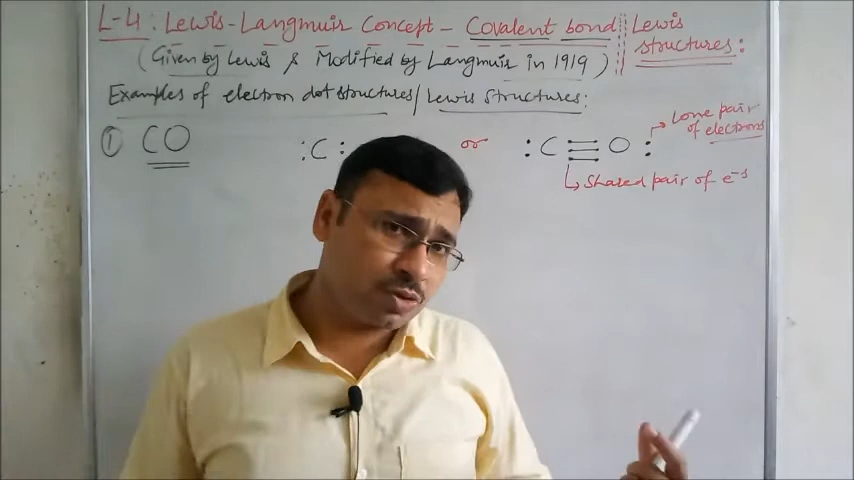 L-4: Lewis-Langmuir Concept - Covalent bond
Lewis structures:
(Given by Lewis & Modified by Langmuir in 1919)
Examples of electron dot structures/Lewis structures:
① CO
:C:
or
:C≡O:
Lone pair of electrons
Shared pair of e⁻s